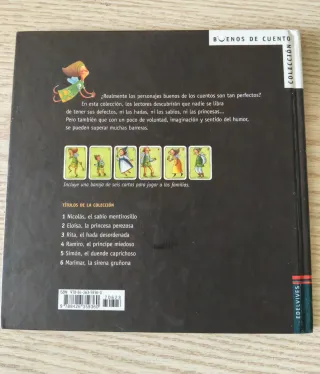 BUENOS DE CUENTO
COLECCIÓN
¿Realmente los personajes buenos de los cuentos son tan perfectos?
En esta colección, los lectores descubrirán que nadie se libra
de tener sus defectos, ni las hadas, ni los sabios, ni las princesas...
Pero también que con un poco de voluntad, imaginación y sentido del humor,
se pueden superar muchas barreras.
Incluye una baraja de seis cartas para jugar a las familias.
TÍTULOS DE LA COLECCIÓN
1 Nicolás, el sabio mentirosillo
2 Eloísa, la princesa perezosa
3 Rita, el hada desordenada
4 Ramiro, el príncipe miedoso
5 Simón, el duende caprichoso
6 Marimar, la sirena gruñona
EDELVIVES